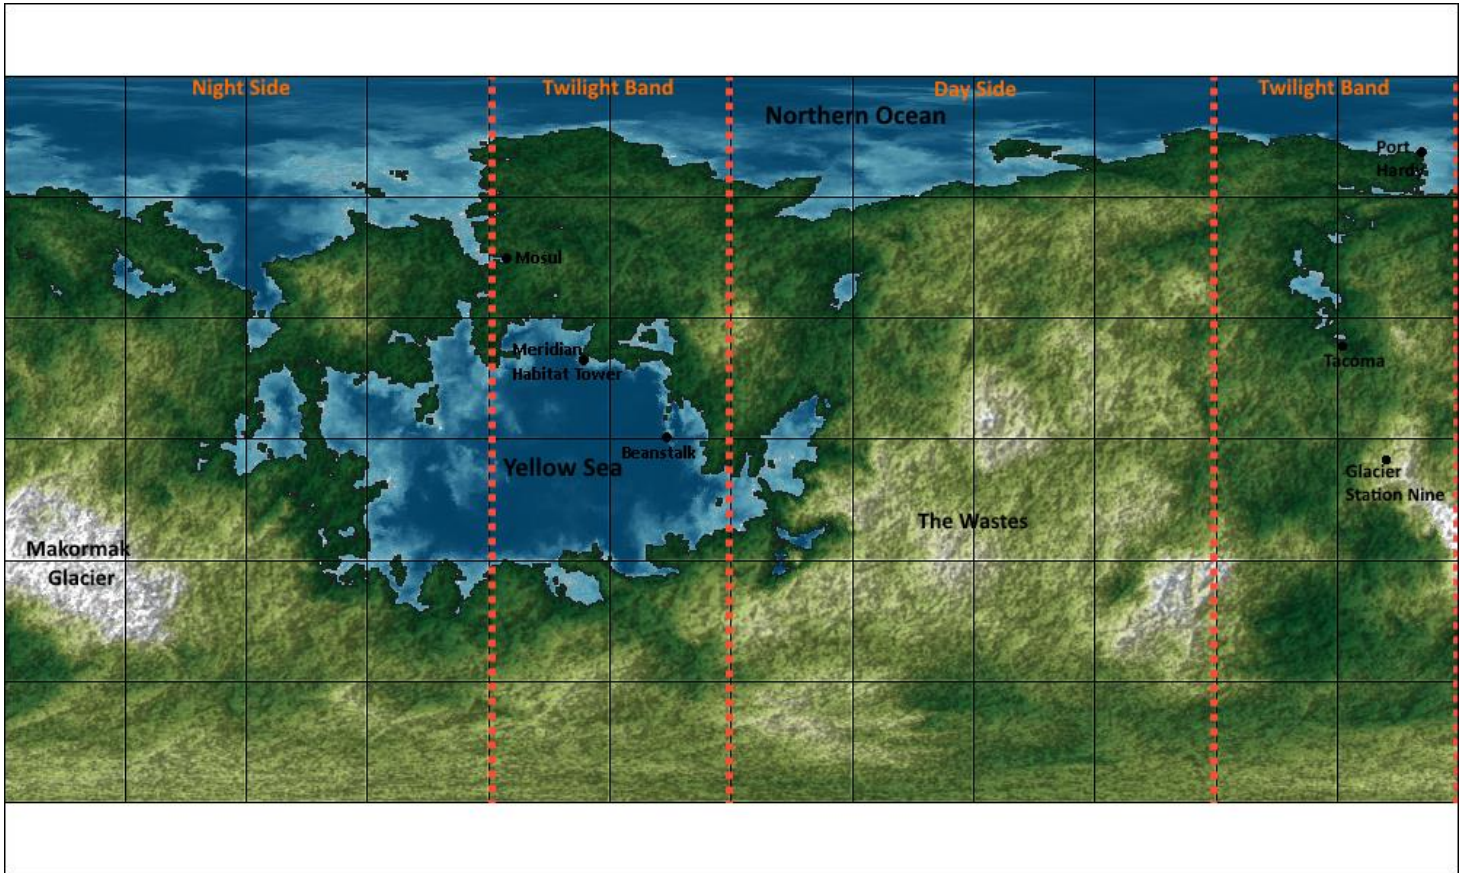 Night Side
Twilight Band
Day Side
Twilight Band
Northern Ocean
Port
Hardy
Mosul
Meridian
Habitat Tower
Tacoma
Beanstalk
Yellow Sea
Glacier
Station Nine
The Wastes
Makormak
Glacier